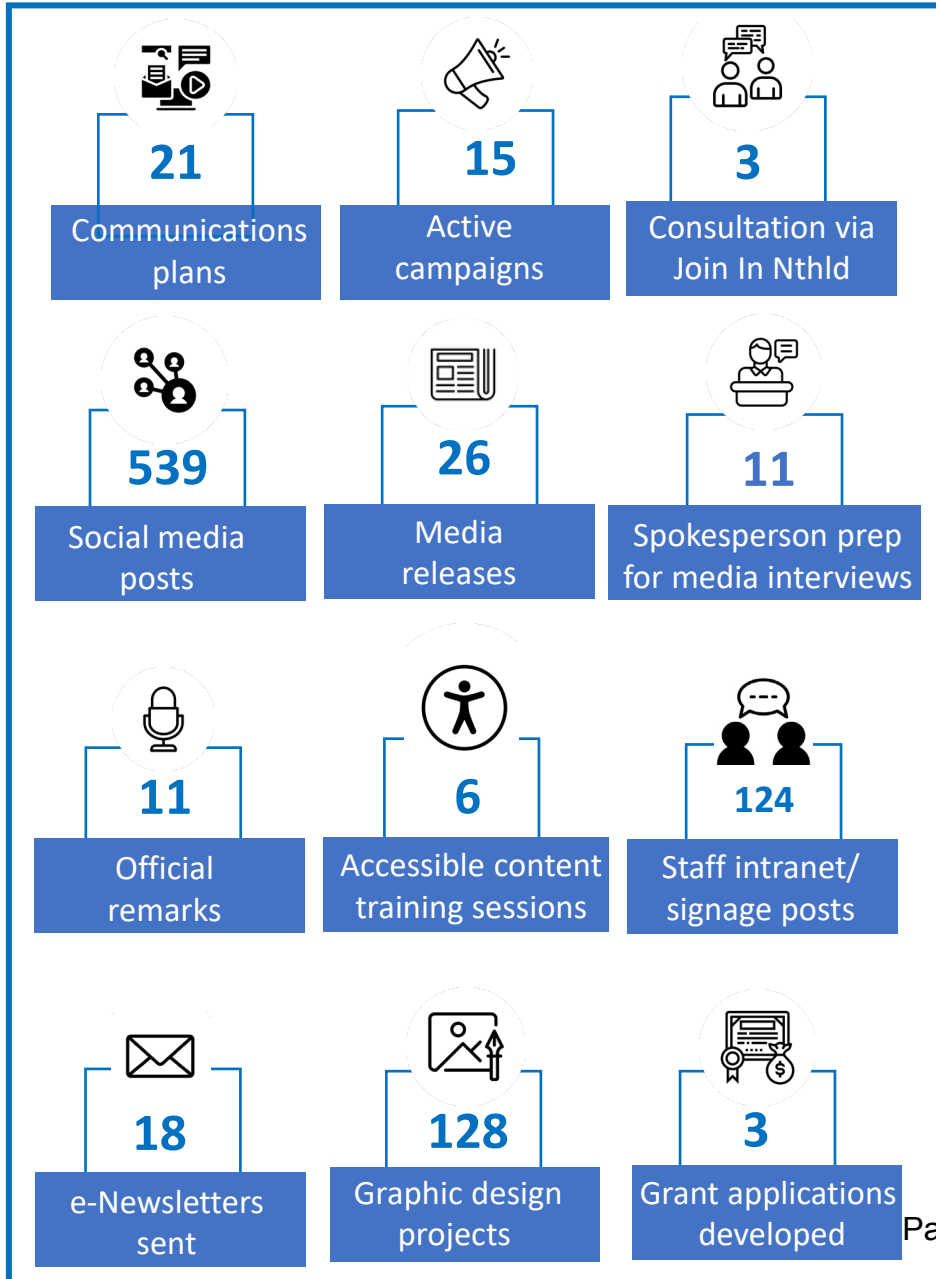 21
Communications
plans
15
Active
campaigns
3
Consultation via
Join In Nthld
539
Social media
posts
26
Media
releases
11
Spokesperson prep
for media interviews
11
Official
remarks
6
Accessible content
training sessions
124
Staff intranet/
signage posts
18
e-Newsletters
sent
128
Graphic design
projects
3
Grant applications
developed
Pa